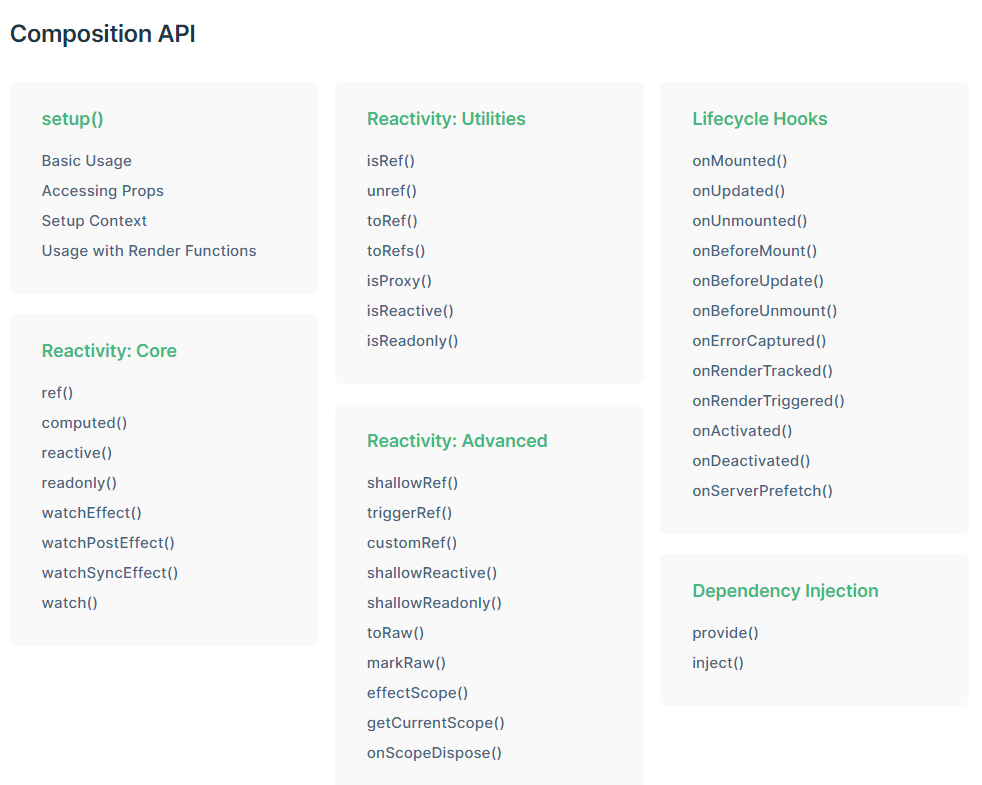 Composition API
setup()
Basic Usage
Accessing Props
Setup Context
Usage with Render Functions
Reactivity: Core
ref()
computed()
reactive()
readonly()
watchEffect()
watchPostEffect()
watchSyncEffect()
watch()
Reactivity: Utilities
isRef()
unref()
toRef()
toRefs()
isProxy()
isReactive()
isReadonly()
Reactivity: Advanced
shallowRef()
triggerRef()
customRef()
shallowReactive()
shallowReadonly()
toRaw()
markRaw()
effectScope()
getCurrentScope()
onScopeDispose()
Lifecycle Hooks
onMounted()
onUpdated()
onUnmounted()
onBeforeMount()
onBeforeUpdate()
onBeforeUnmount()
onErrorCaptured()
onRenderTracked()
onRenderTriggered()
onActivated()
onDeactivated()
onServerPrefetch()
Dependency Injection
provide()
inject()